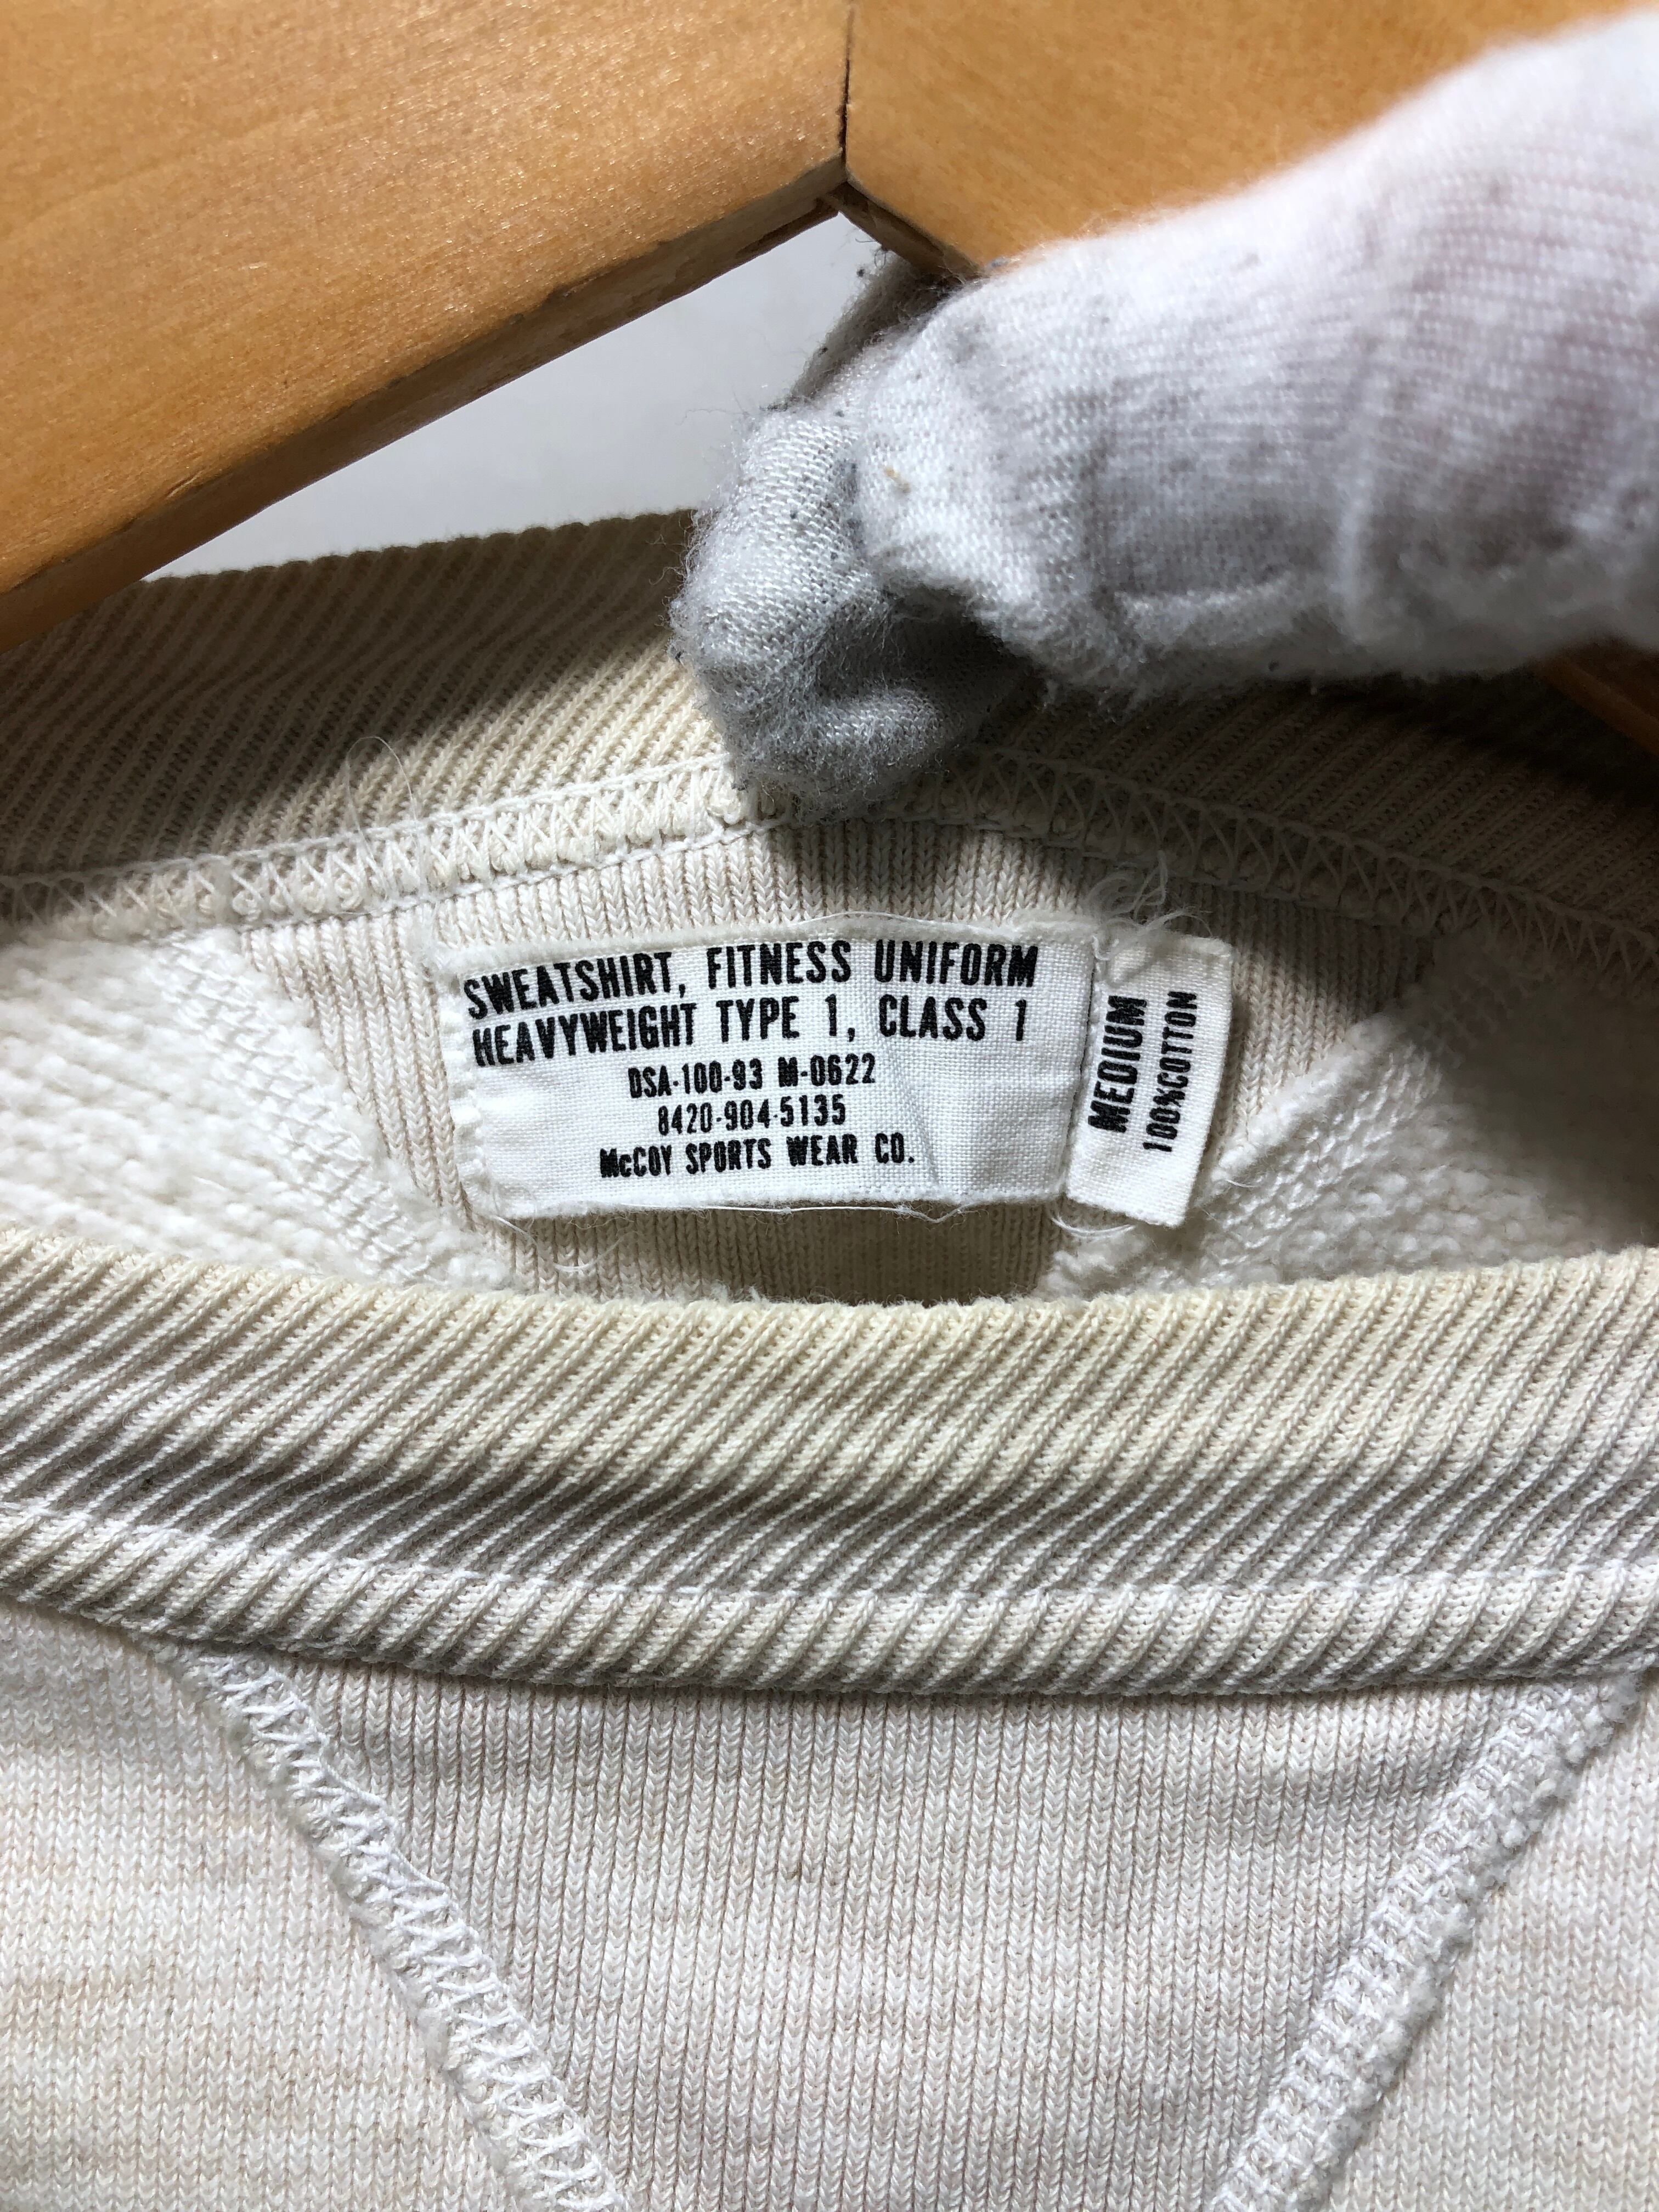 SWEATSHIRT, FITNESS UNIFORM
HEAVYWEIGHT TYPE 1, CLASS 1
DSA-100-93 M-0622
8420-904-5135
McCOY SPORTS WEAR CO.
MEDIUM
100%COTTON